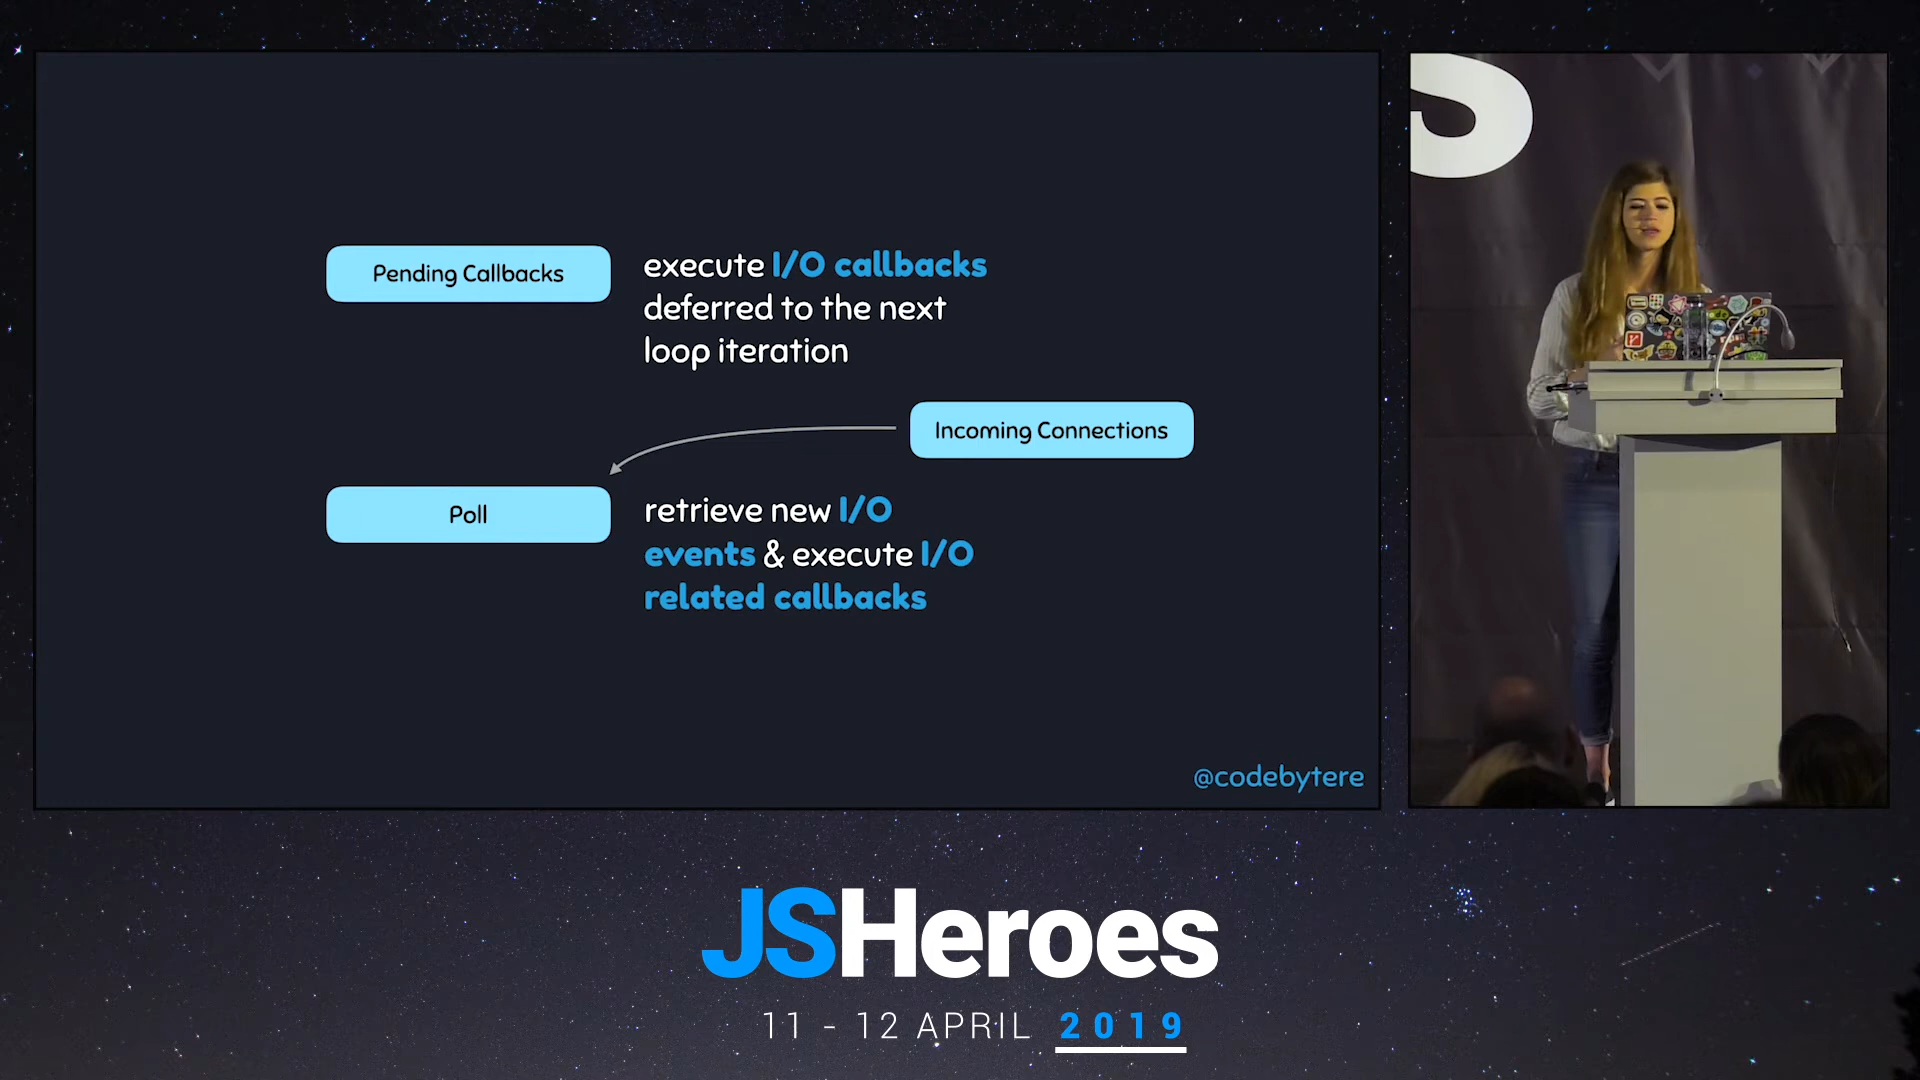 Pending Callbacks
execute I/O callbacks
deferred to the next
loop iteration
Incoming Connections
Poll
retrieve new I/O
events & execute I/O
related callbacks
@codebytere
S
JSHeroes
11 - 12 APRIL 2019